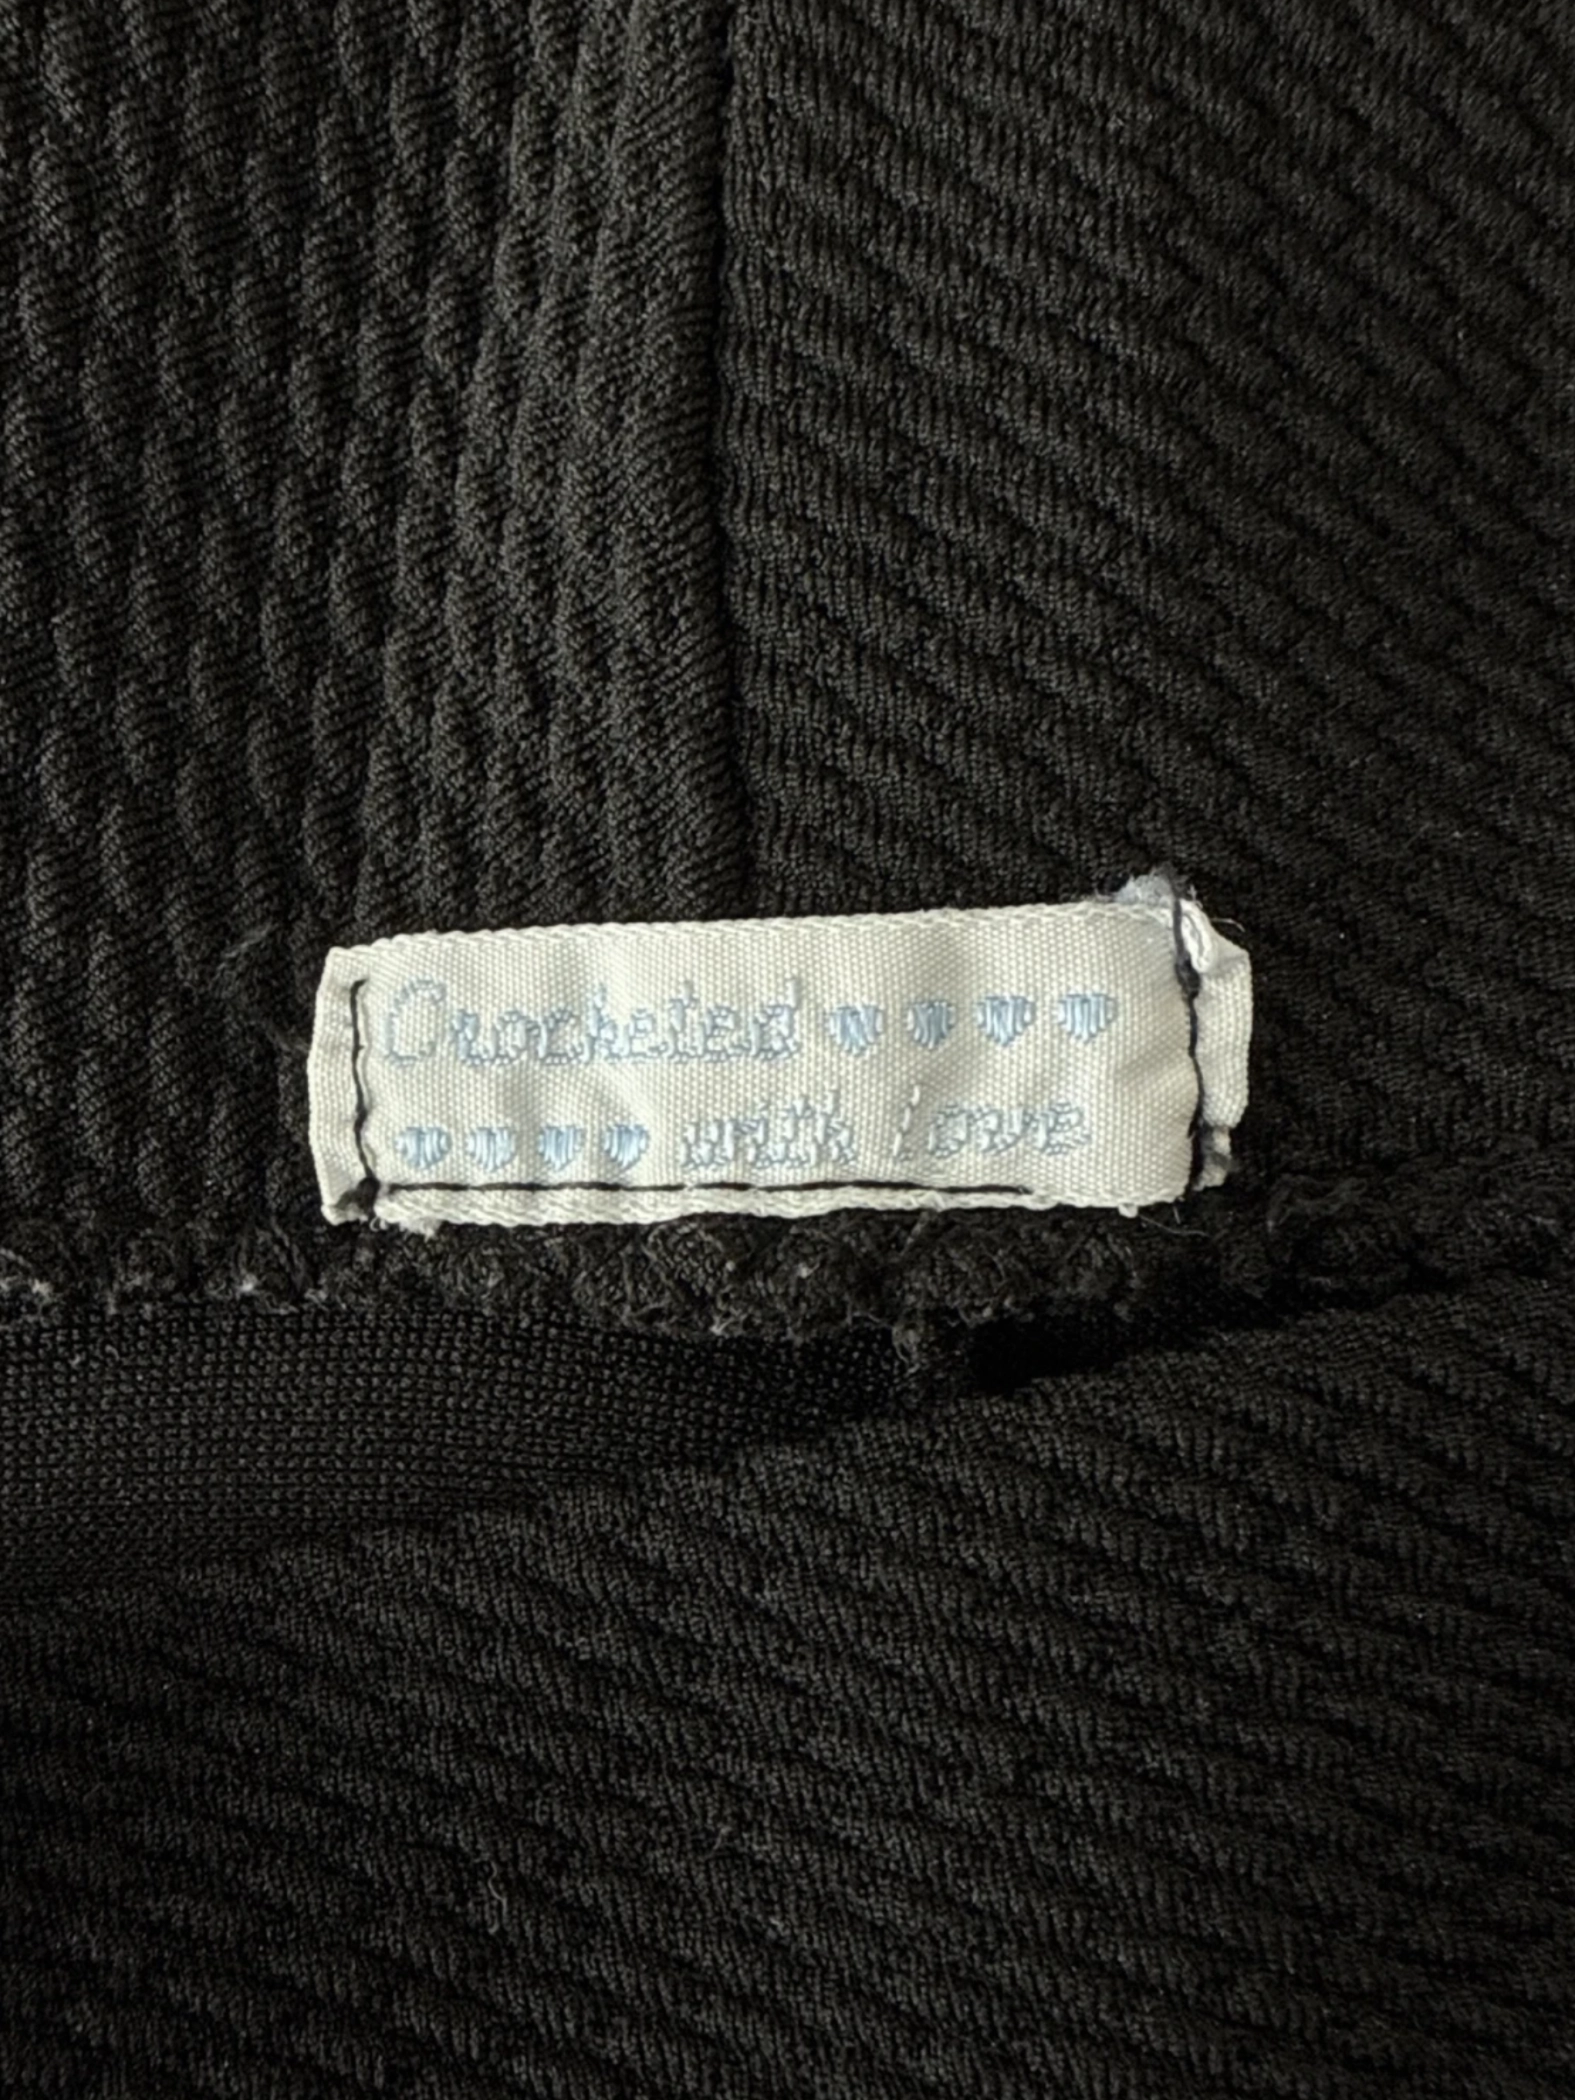 Crocheted ♥ ♥ ♥ ♥
♥ ♥ ♥ ♥ with love